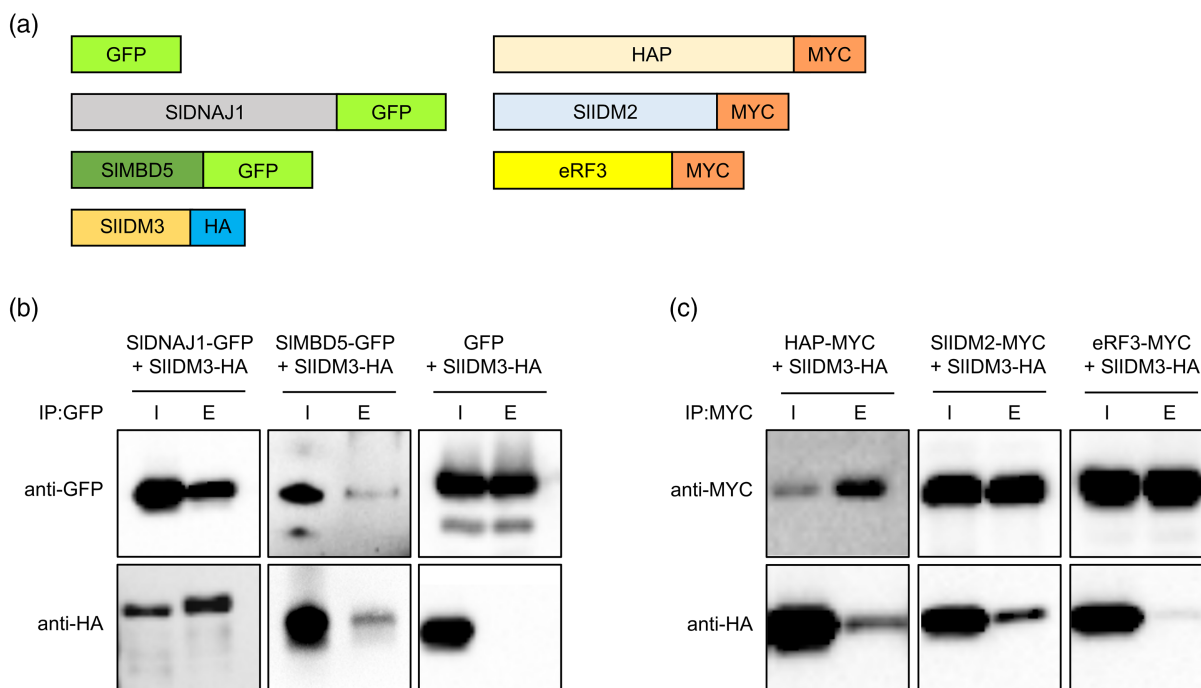 (a)
GFP
HAP MYC
SlDNAJ1 GFP
SlIDM2 MYC
SlMBD5 GFP
eRF3 MYC
SlIDM3 HA
(b)
SlDNAJ1-GFP SlMBD5-GFP GFP
+ SlIDM3-HA + SlIDM3-HA + SlIDM3-HA
IP:GFP I E I E I E
anti-GFP
anti-HA
(c)
HAP-MYC SlIDM2-MYC eRF3-MYC
+ SlIDM3-HA + SlIDM3-HA + SlIDM3-HA
IP:MYC I E I E I E
anti-MYC
anti-HA